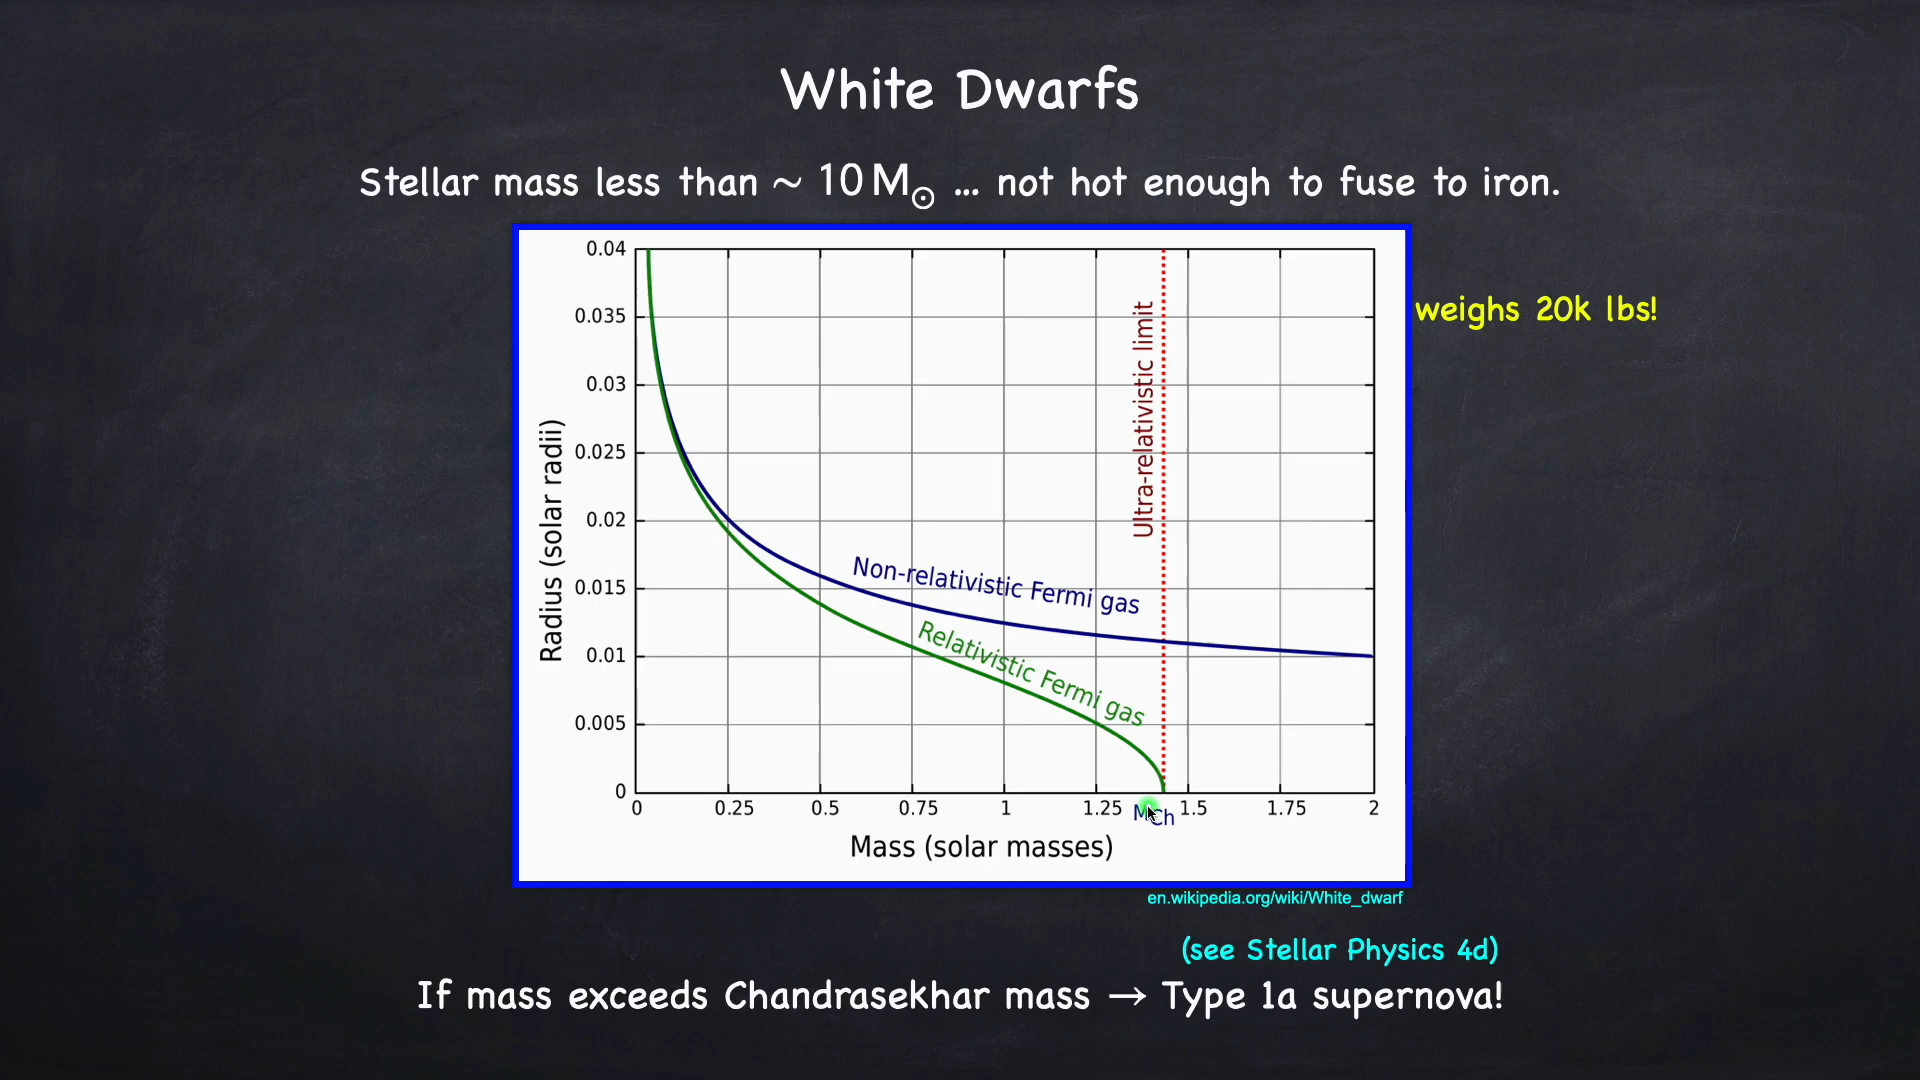 White Dwarfs
Stellar mass less than ~ 10 M☉ … not hot enough to fuse to iron.
weighs 20k lbs!
0.04
0.035
0.03
0.025
0.02
0.015
0.01
0.005
0
Radius (solar radii)
Ultra-relativistic limit
Non-relativistic Fermi gas
Relativistic Fermi gas
0 0.25 0.5 0.75 1 1.25 MCh 1.5 1.75 2
Mass (solar masses)
en.wikipedia.org/wiki/White_dwarf
(see Stellar Physics 4d)
If mass exceeds Chandrasekhar mass → Type 1a supernova!